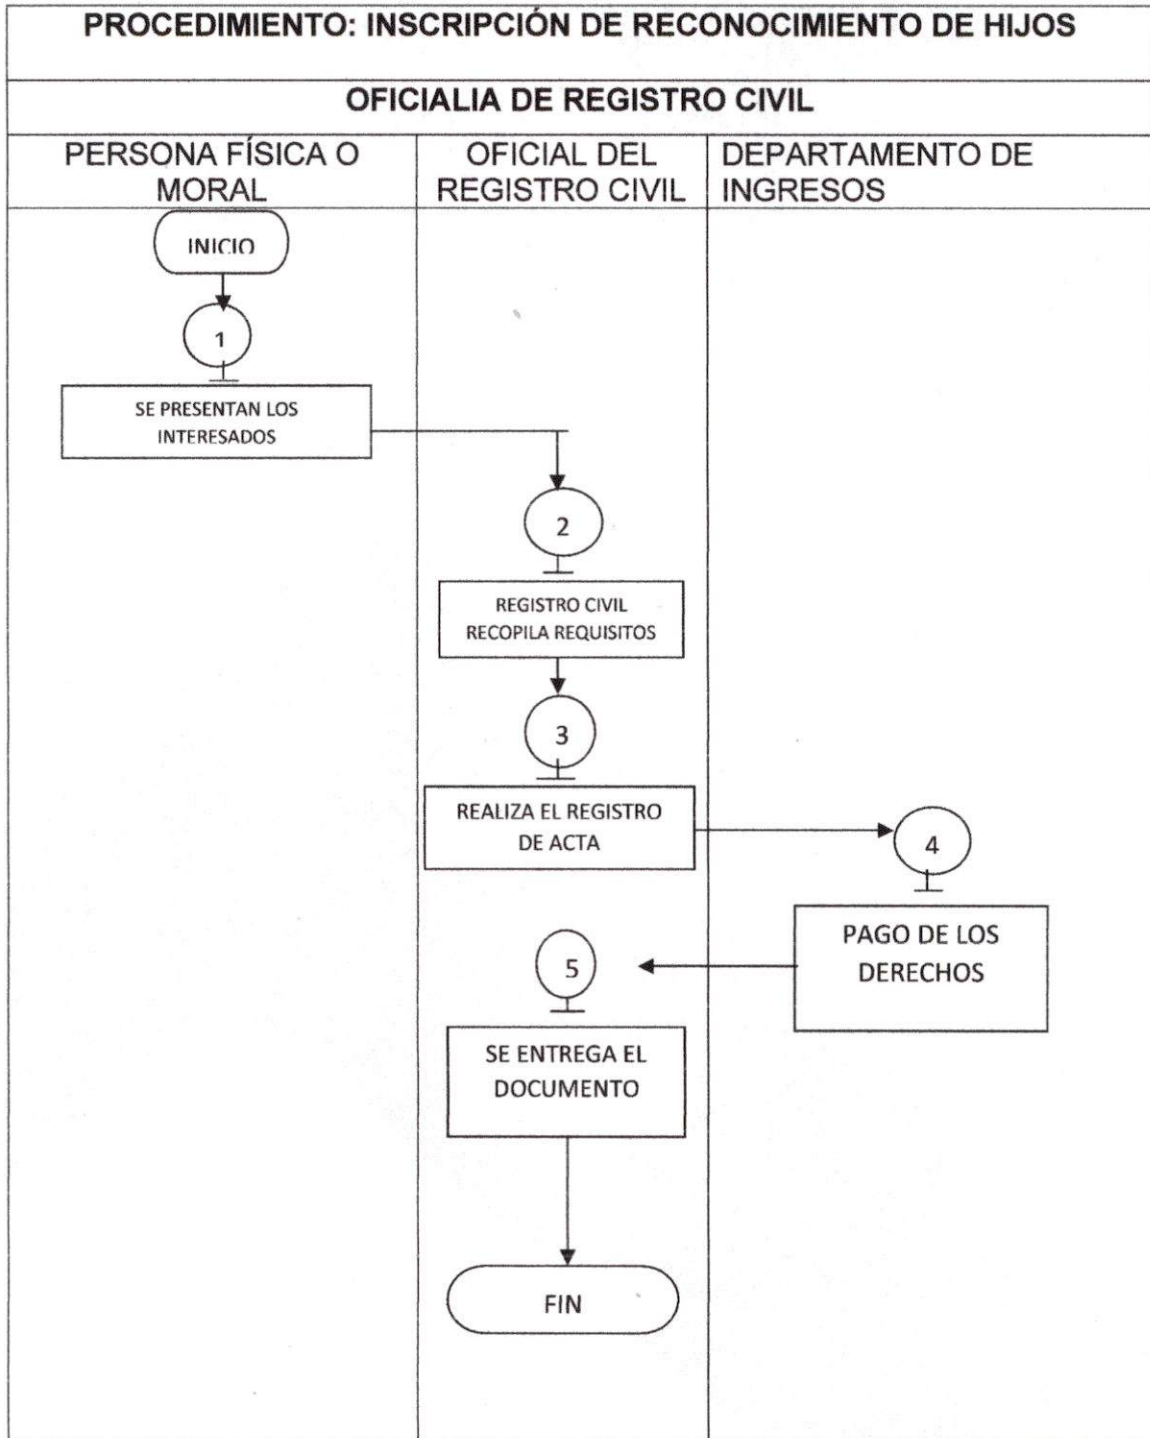 PROCEDIMIENTO: INSCRIPCIÓN DE RECONOCIMIENTO DE HIJOS
OFICIALIA DE REGISTRO CIVIL
PERSONA FÍSICA O
MORAL
OFICIAL DEL
REGISTRO CIVIL
DEPARTAMENTO DE
INGRESOS
INICIO
1
SE PRESENTAN LOS
INTERESADOS
2
REGISTRO CIVIL
RECOPILA REQUISITOS
3
REALIZA EL REGISTRO
DE ACTA
4
PAGO DE LOS
DERECHOS
5
SE ENTREGA EL
DOCUMENTO
FIN